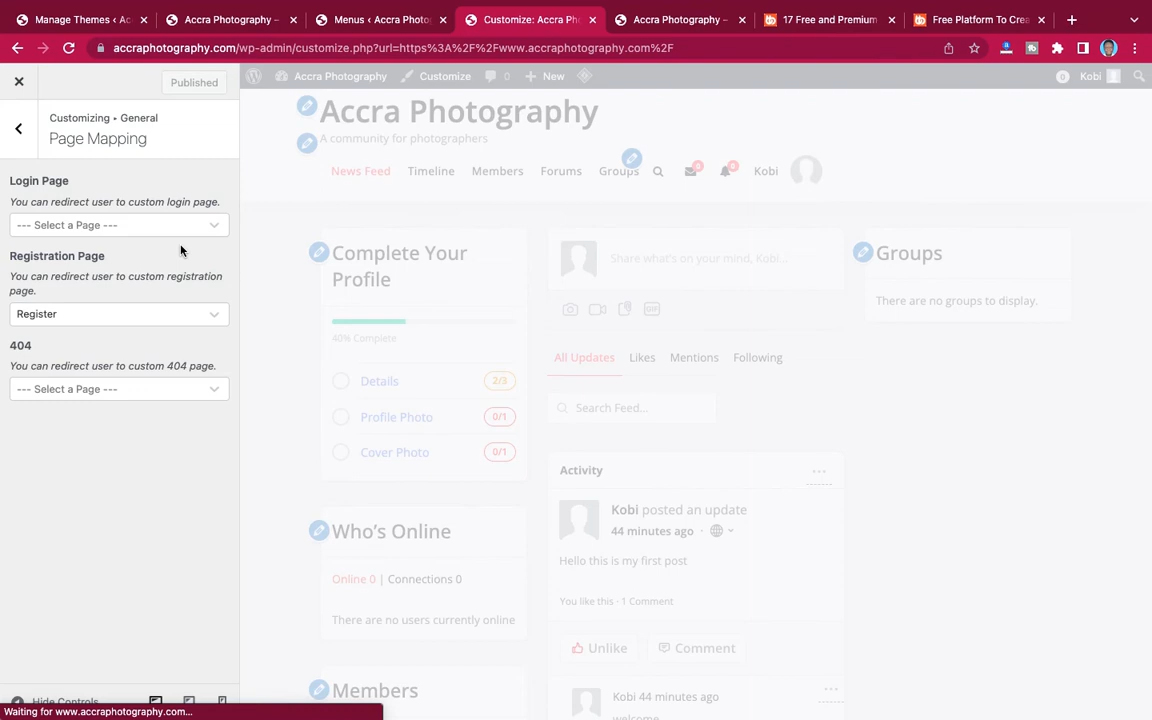 Manage Themes ‹ Ac
Accra Photography –
Menus ‹ Accra Photo
Customize: Accra Ph
Accra Photography –
17 Free and Premium
Free Platform To Crea
accraphotography.com/wp-admin/customize.php?url=https%3A%2F%2Fwww.accraphotography.com%2F
Published
Accra Photography
Customize
0
New
0
Kobi
Customizing • General
Page Mapping
Accra Photography
A community for photographers
News Feed
Timeline
Members
Forums
Groups
0
0
Kobi
Login Page
You can redirect user to custom login page.
--- Select a Page ---
Registration Page
You can redirect user to custom registration
page.
Register
404
You can redirect user to custom 404 page.
--- Select a Page ---
Complete Your
Profile
40% Complete
Details
2/3
Profile Photo
0/1
Cover Photo
0/1
Who's Online
Online 0 | Connections 0
There are no users currently online
Members
Share what's on your mind, Kobi...
GIF
All Updates
Likes
Mentions
Following
Search Feed...
Activity
Kobi posted an update
44 minutes ago
Hello this is my first post
You like this · 1 Comment
Unlike
Comment
Kobi 44 minutes ago
welcome
Groups
There are no groups to display.
Hide Controls
Waiting for www.accraphotography.com...